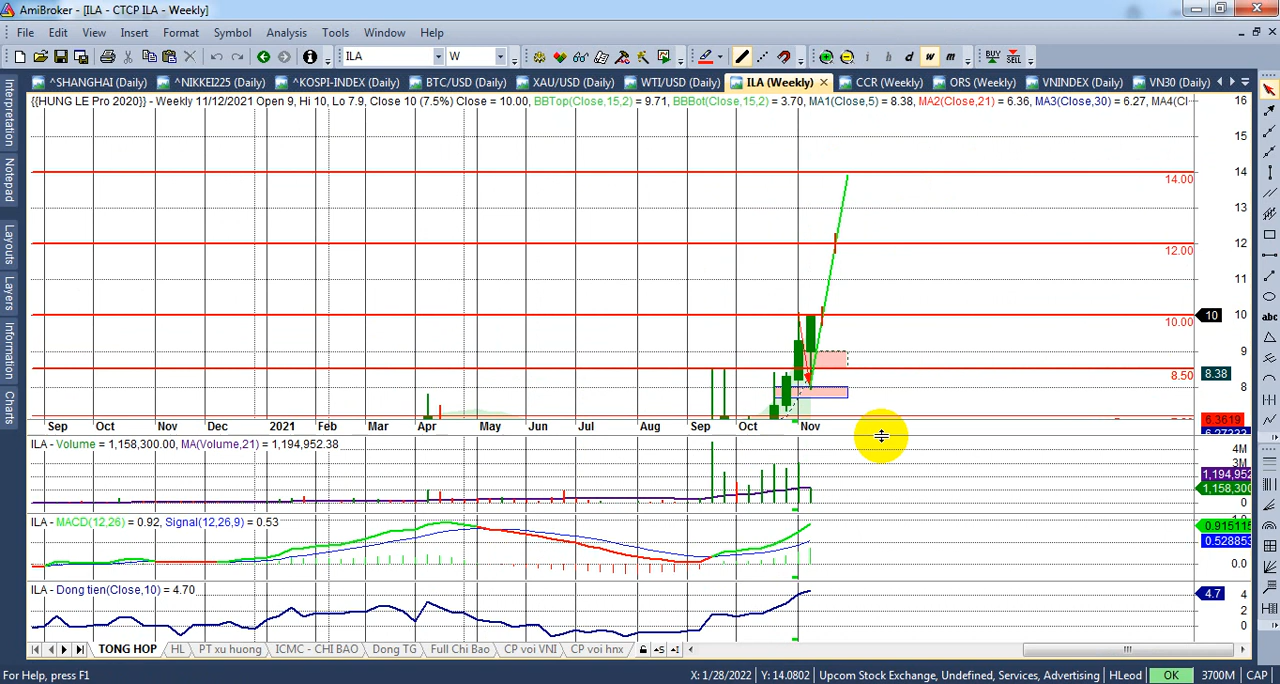 AmiBroker - [ILA - CTCP ILA - Weekly]
File Edit View Insert Format Symbol Analysis Tools Window Help
ILA W i h d w m BUY SELL
^SHANGHAI (Daily) ^NIKKEI225 (Daily) ^KOSPI-INDEX (Daily) BTC/USD (Daily) XAU/USD (Daily) WTI/USD (Daily) ILA (Weekly) CCR (Weekly) ORS (Weekly) VNINDEX (Daily) VN30 (Daily)
{{HUNG LE Pro 2020}} - Weekly 11/12/2021 Open 9, Hi 10, Lo 7.9, Close 10 (7.5%) Close = 10.00, BBTop(Close,15,2) = 9.71, BBBot(Close,15,2) = 3.70, MA1(Close,5) = 8.38, MA2(Close,21) = 6.36, MA3(Close,30) = 6.27, MA4(Cl
Interpretation
Notepad
Layouts
Layers
Information
Charts
abc
16
15
14.00 14
13
12.00 12
11
10.00 10 10
9
8.50 8.38
8
6.3619
Sep Oct Nov Dec 2021 Feb Mar Apr May Jun Jul Aug Sep Oct Nov
ILA - Volume = 1,158,300.00, MA(Volume,21) = 1,194,952.38
4M
3M
1,194,952
1,158,300
0
ILA - MACD(12,26) = 0.92, Signal(12,26,9) = 0.53
0.915115
0.528853
0.0
ILA - Dong tien(Close,10) = 4.70
4.7 4
2
0
TONG HOP HL PT xu huong ICMC - CHI BAO Dong TG Full Chi Bao CP voi VNI CP voi hnx
For Help, press F1 X: 1/28/2022 Y: 14.0802 Upcom Stock Exchange, Undefined, Services, Advertising HLeod OK 3700M CAP